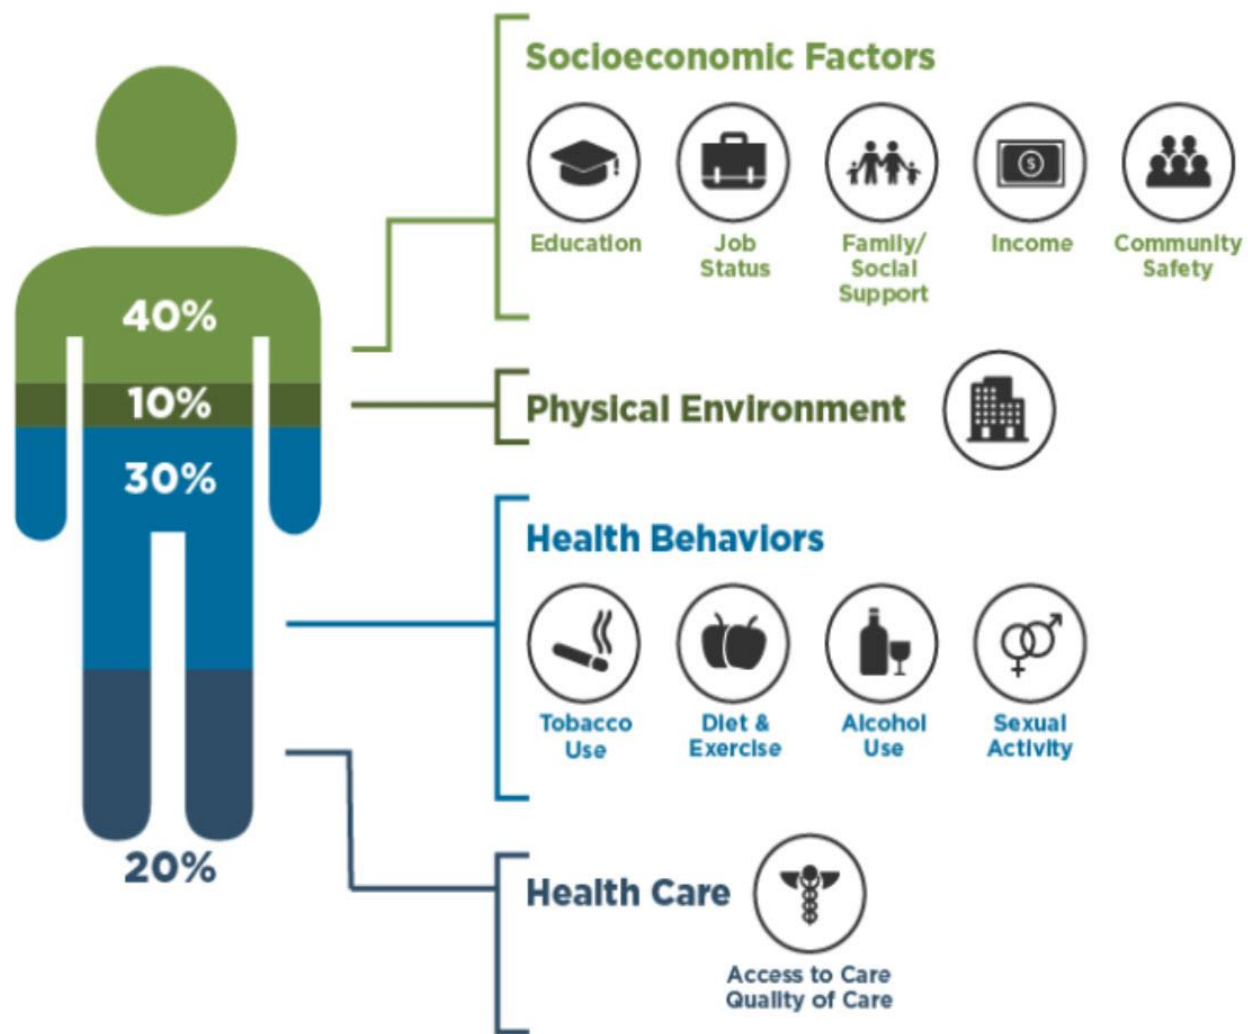 Socioeconomic Factors
Education
Job
Status
Family/
Social
Support
Income
Community
Safety
40%
10%
Physical Environment
30%
Health Behaviors
Tobacco
Use
Diet &
Exercise
Alcohol
Use
Sexual
Activity
20%
Health Care
Access to Care
Quality of Care